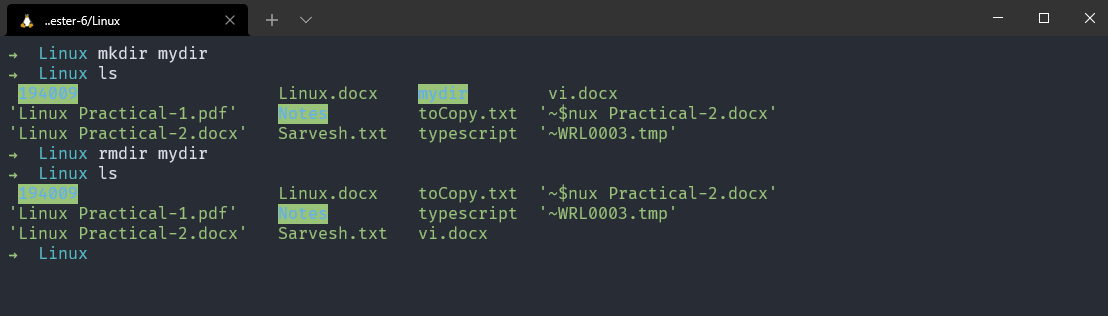 ..ester-6/Linux
→ Linux mkdir mydir
→ Linux ls
194009 Linux.docx mydir vi.docx
'Linux Practical-1.pdf' Notes toCopy.txt '~$nux Practical-2.docx'
'Linux Practical-2.docx' Sarvesh.txt typescript '~WRL0003.tmp'
→ Linux rmdir mydir
→ Linux ls
194009 Linux.docx toCopy.txt '~$nux Practical-2.docx'
'Linux Practical-1.pdf' Notes typescript '~WRL0003.tmp'
'Linux Practical-2.docx' Sarvesh.txt vi.docx
→ Linux